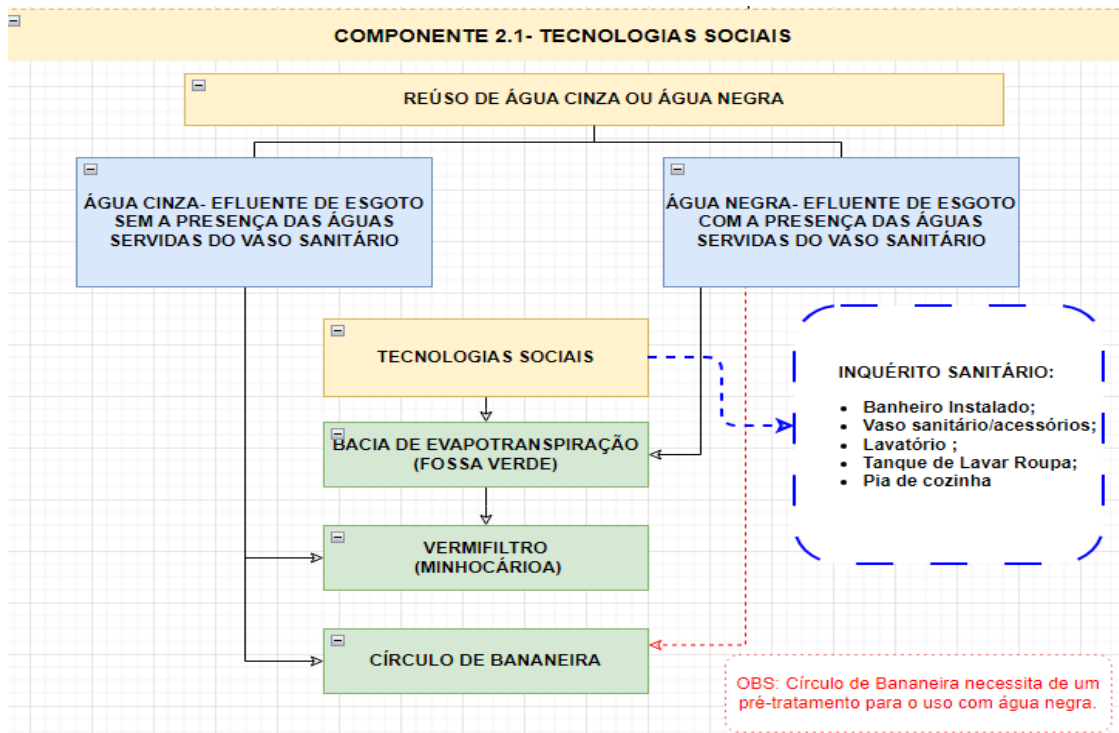 COMPONENTE 2.1- TECNOLOGIAS SOCIAIS
REÚSO DE ÁGUA CINZA OU ÁGUA NEGRA
ÁGUA CINZA- EFLUENTE DE ESGOTO
SEM A PRESENÇA DAS ÁGUAS
SERVIDAS DO VASO SANITÁRIO
ÁGUA NEGRA- EFLUENTE DE ESGOTO
COM A PRESENÇA DAS ÁGUAS
SERVIDAS DO VASO SANITÁRIO
TECNOLOGIAS SOCIAIS
BACIA DE EVAPOTRANSPIRAÇÃO
(FOSSA VERDE)
VERMIFILTRO
(MINHOCÁRIOA)
CÍRCULO DE BANANEIRA
INQUÉRITO SANITÁRIO:
• Banheiro Instalado;
• Vaso sanitário/acessórios;
• Lavatório ;
• Tanque de Lavar Roupa;
• Pia de cozinha
OBS: Círculo de Bananeira necessita de um
pré-tratamento para o uso com água negra.